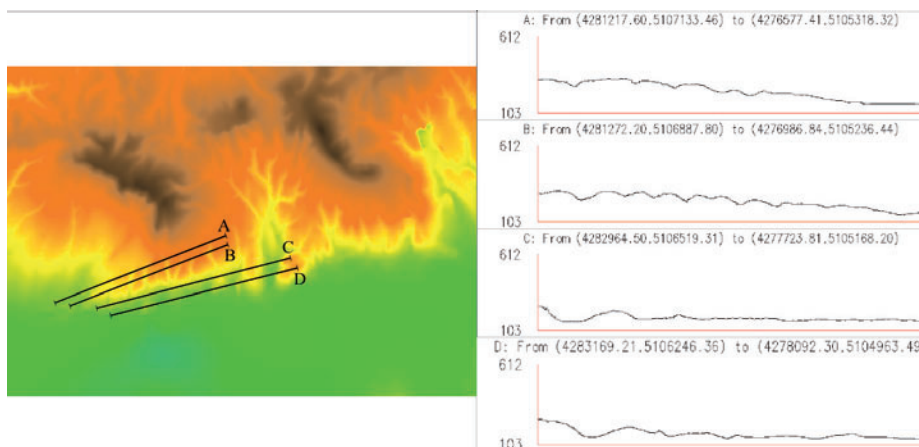 A
B
C
D
A: From (4281217.60,5107133.46) to (4276577.41,5105318.32)
612
103
B: From (4281272.20,5106887.80) to (4276986.84,5105236.44)
612
103
C: From (4282964.50,5106519.31) to (4277723.81,5105168.20)
612
103
D: From (4283169.21,5106246.36) to (4278092.30,5104963.49
612
103